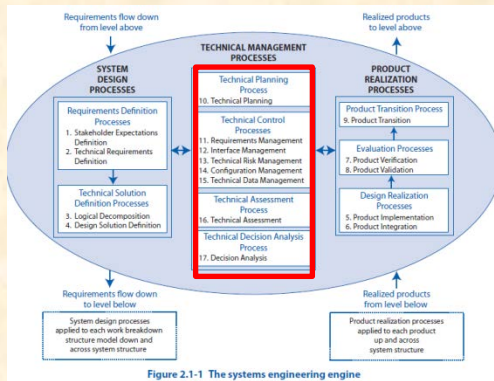 Requirements flow down
from level above
Realized products
to level above
TECHNICAL MANAGEMENT
PROCESSES
SYSTEM
DESIGN
PROCESSES
Requirements Definition
Processes
1. Stakeholder Expectations
Definition
2. Technical Requirements
Definition
Technical Solution
Definition Processes
3. Logical Decomposition
4. Design Solution Definition
Technical Planning
Process
10. Technical Planning
Technical Control
Processes
11. Requirements Management
12. Interface Management
13. Technical Risk Management
14. Configuration Management
15. Technical Data Management
Technical Assessment
Process
16. Technical Assessment
Technical Decision Analysis
Process
17. Decision Analysis
PRODUCT
REALIZATION
PROCESSES
Product Transition Process
9. Product Transition
Evaluation Processes
7. Product Verification
8. Product Validation
Design Realization
Processes
5. Product Implementation
6. Product Integration
Requirements flow down
to level below
Realized products
from level below
System design processes
applied to each work breakdown
structure model down and
across system structure
Product realization processes
applied to each product
up and across
system structure
Figure 2.1-1 The systems engineering engine